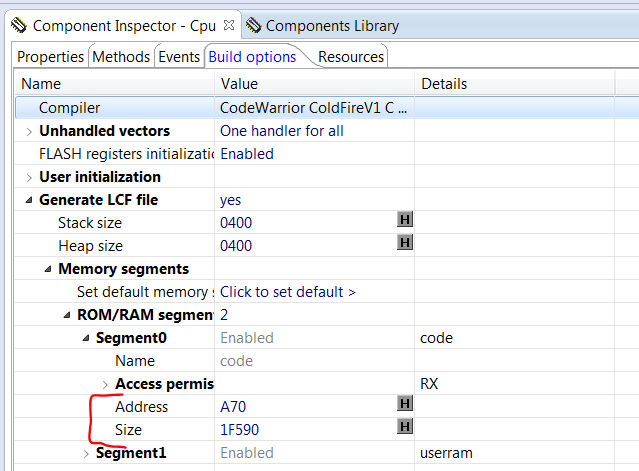 Component Inspector - Cpu Components Library
Properties Methods Events Build options Resources
Name Value Details
Compiler CodeWarrior ColdFireV1 C ...
Unhandled vectors One handler for all
FLASH registers initializatio Enabled
User initialization
Generate LCF file yes
Stack size 0400 H
Heap size 0400 H
Memory segments
Set default memory s Click to set default >
ROM/RAM segment 2
Segment0 Enabled code
Name code
Access permis RX
Address A70 H
Size 1F590 H
Segment1 Enabled userram